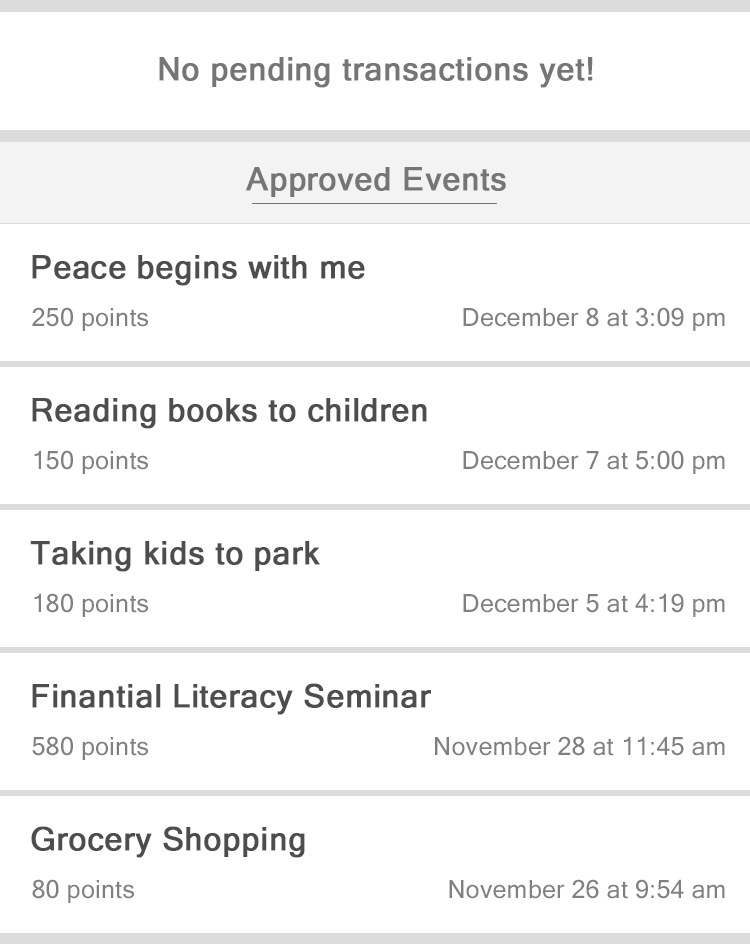 No pending transactions yet!
Approved Events
Peace begins with me
250 points December 8 at 3:09 pm
Reading books to children
150 points December 7 at 5:00 pm
Taking kids to park
180 points December 5 at 4:19 pm
Finantial Literacy Seminar
580 points November 28 at 11:45 am
Grocery Shopping
80 points November 26 at 9:54 am